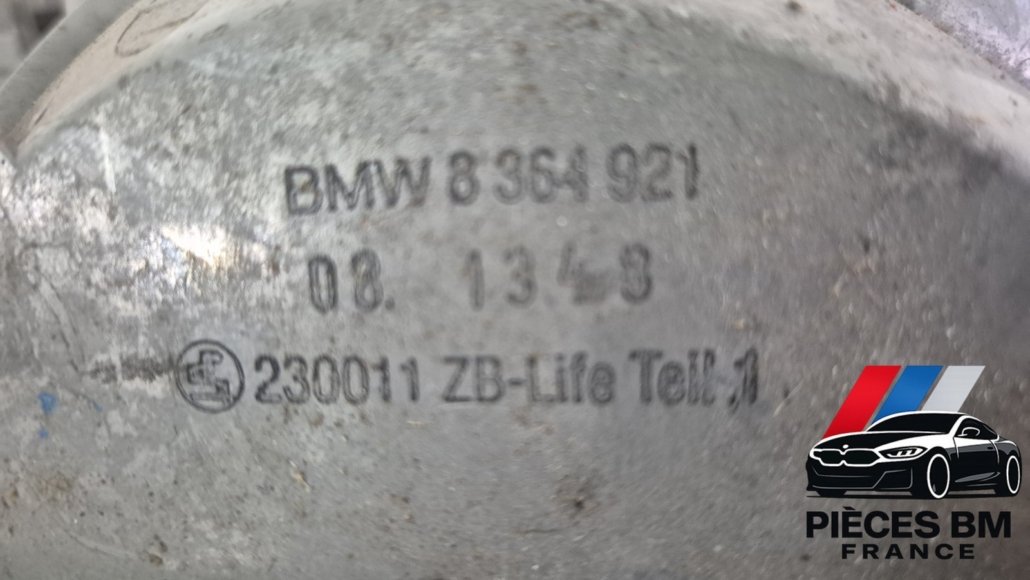 BMW 8 364 921
08. 13
230011 ZB-Life Teil
PIÈCES BM
FRANCE